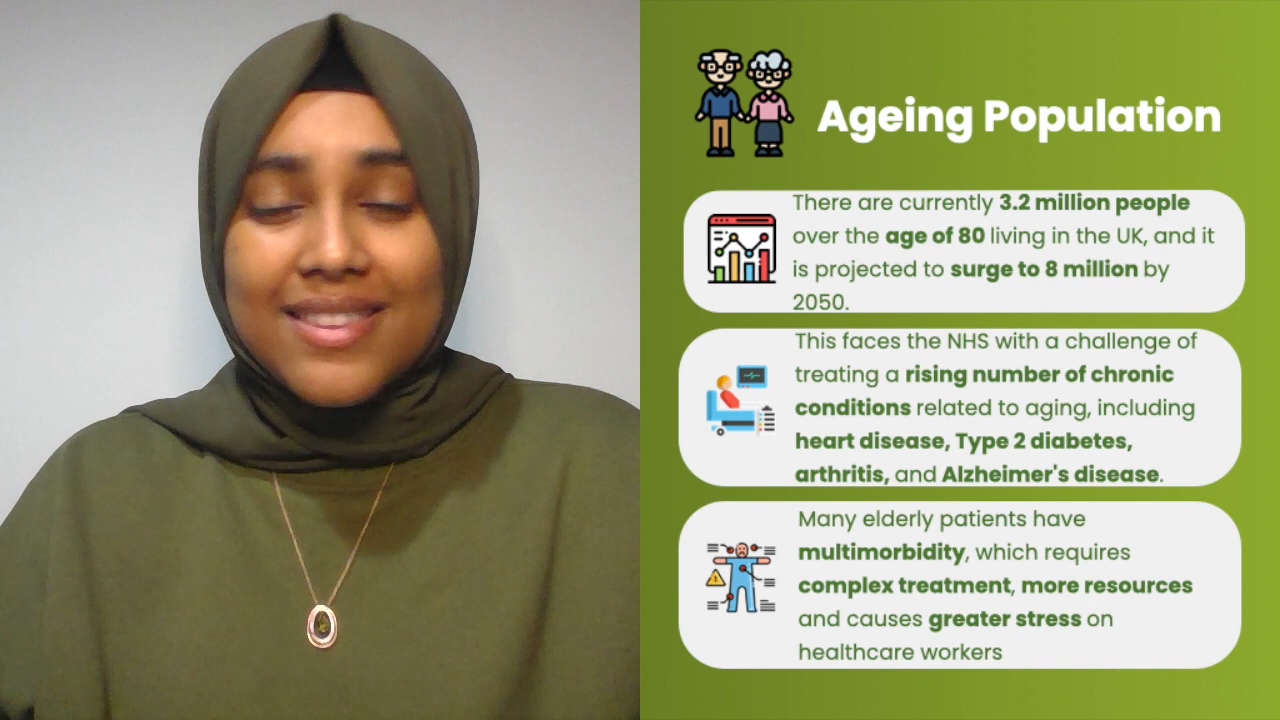 Ageing Population
There are currently 3.2 million people
over the age of 80 living in the UK, and it
is projected to surge to 8 million by
2050.
This faces the NHS with a challenge of
treating a rising number of chronic
conditions related to aging, including
heart disease, Type 2 diabetes,
arthritis, and Alzheimer's disease.
Many elderly patients have
multimorbidity, which requires
complex treatment, more resources
and causes greater stress on
healthcare workers